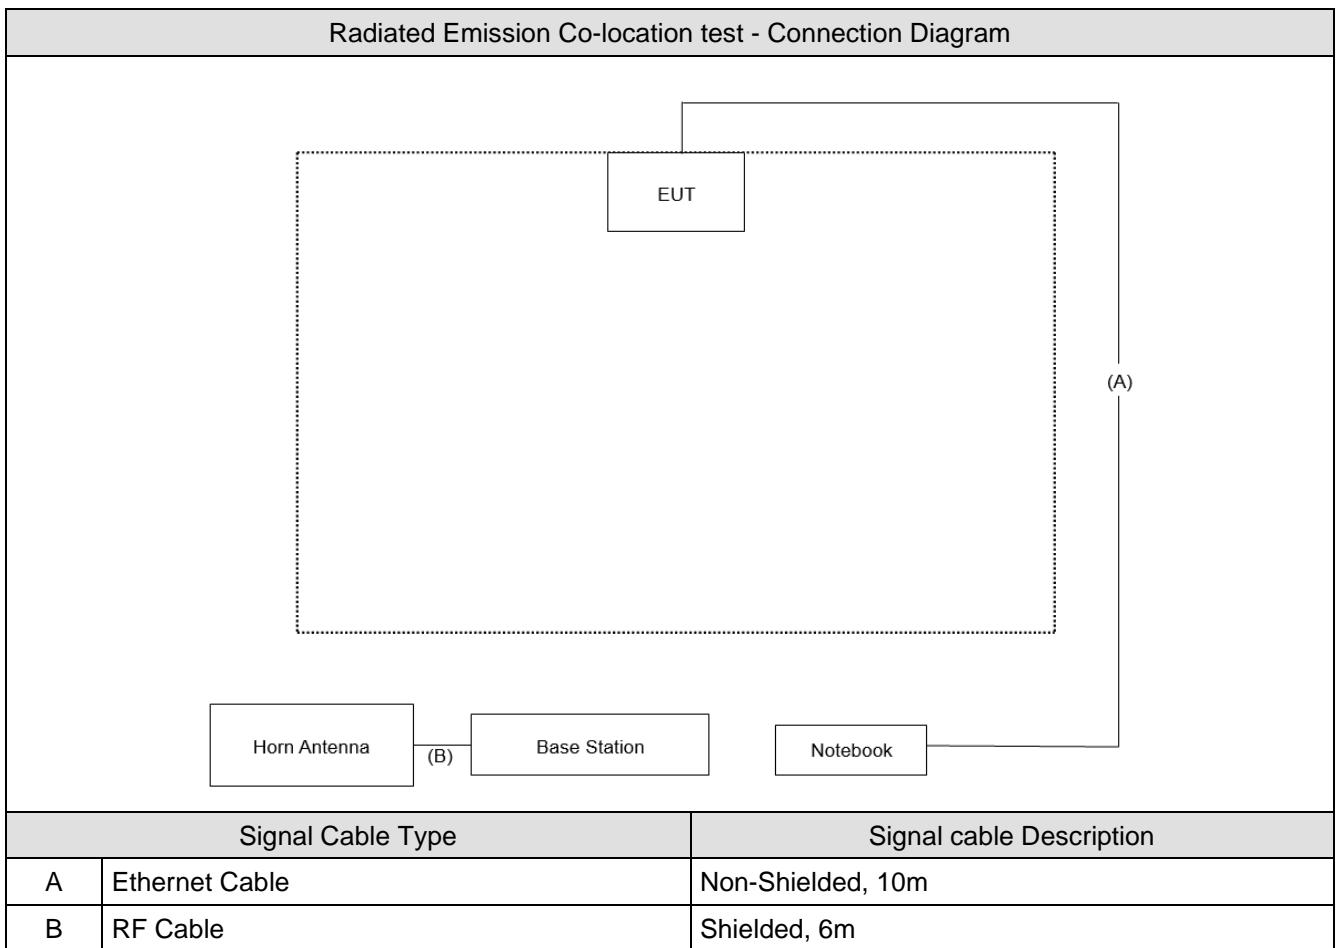 Radiated Emission Co-location test - Connection Diagram
EUT
(A)
Horn Antenna
(B)
Base Station
Notebook
Signal Cable Type
Signal cable Description
A
Ethernet Cable
Non-Shielded, 10m
B
RF Cable
Shielded, 6m